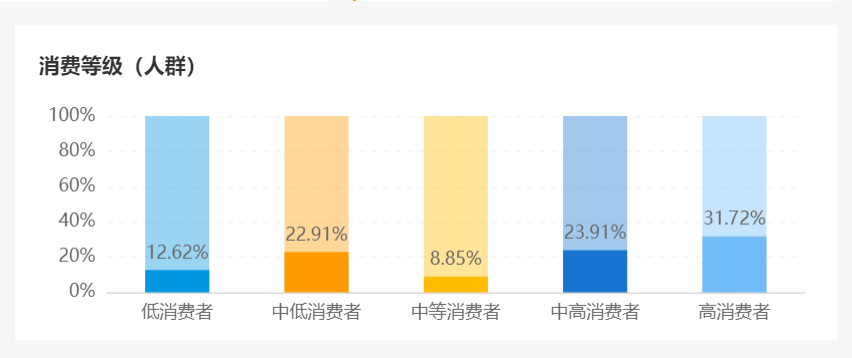 消费等级（人群）
100%
80%
60%
40%
20%
0%
12.62%
22.91%
8.85%
23.91%
31.72%
低消费者
中低消费者
中等消费者
中高消费者
高消费者